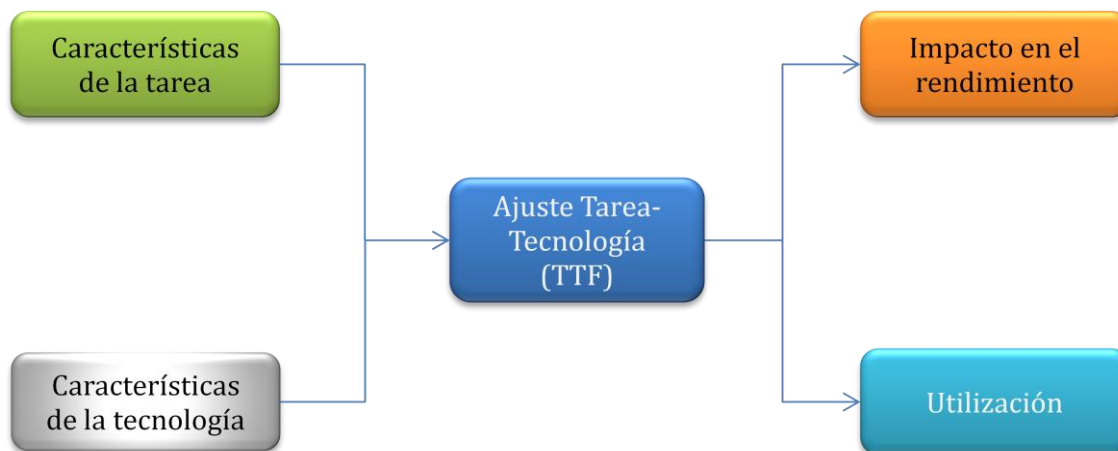 Características
de la tarea
Impacto en el
rendimiento
Ajuste Tarea-
Tecnología
(TTF)
Características
de la tecnología
Utilización